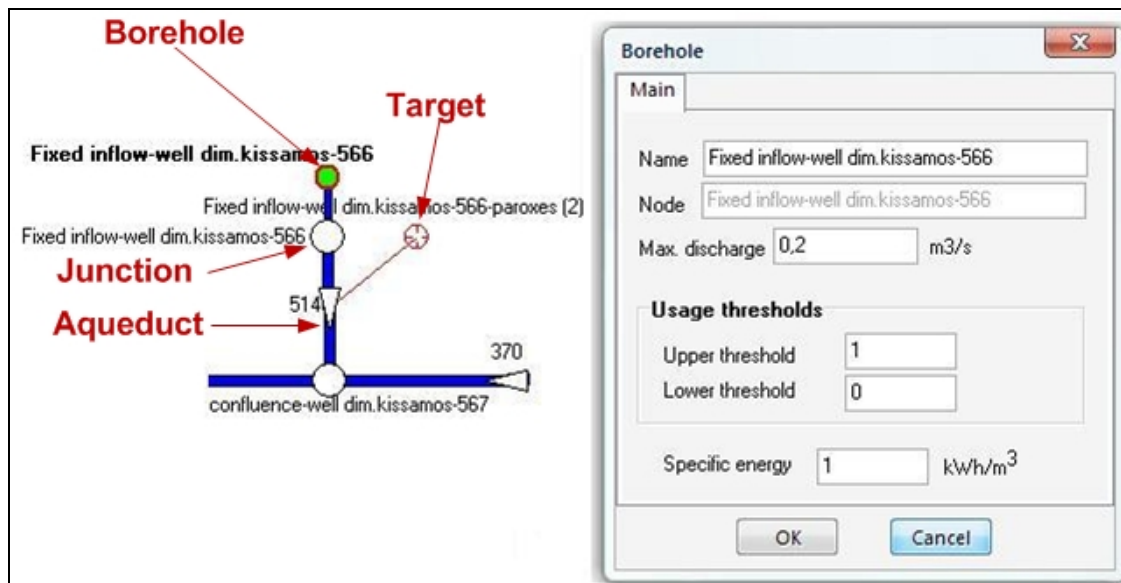 Borehole
Target
Fixed inflow-well dim.kissamos-566
Fixed inflow-well dim.kissamos-566-paroxes (2)
Fixed inflow-well dim.kissamos-566
Junction
514
Aqueduct
370
confluence-well dim.kissamos-567
Borehole
Main
Name Fixed inflow-well dim.kissamos-566
Node Fixed inflow-well dim.kissamos-566
Max. discharge 0,2 m3/s
Usage thresholds
Upper threshold 1
Lower threshold 0
Specific energy 1 kWh/m3
OK Cancel